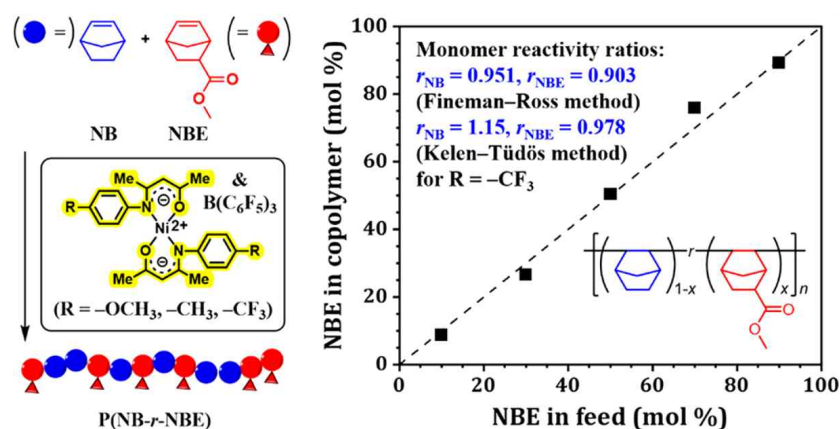 ( =) + (= )
NB NBE
O
O
Me & B(C6F5)3
Me
R N O
Ni2+
O N R
Me Me
(R = –OCH3, –CH3, –CF3)
P(NB-r-NBE)
NBE in copolymer (mol %)
100
80
60
40
20
0
Monomer reactivity ratios:
rNB = 0.951, rNBE = 0.903
(Fineman–Ross method)
rNB = 1.15, rNBE = 0.978
(Kelen–Tüdös method)
for R = –CF3
[( )1-x r ( )x]n
O
O
0 20 40 60 80 100
NBE in feed (mol %)